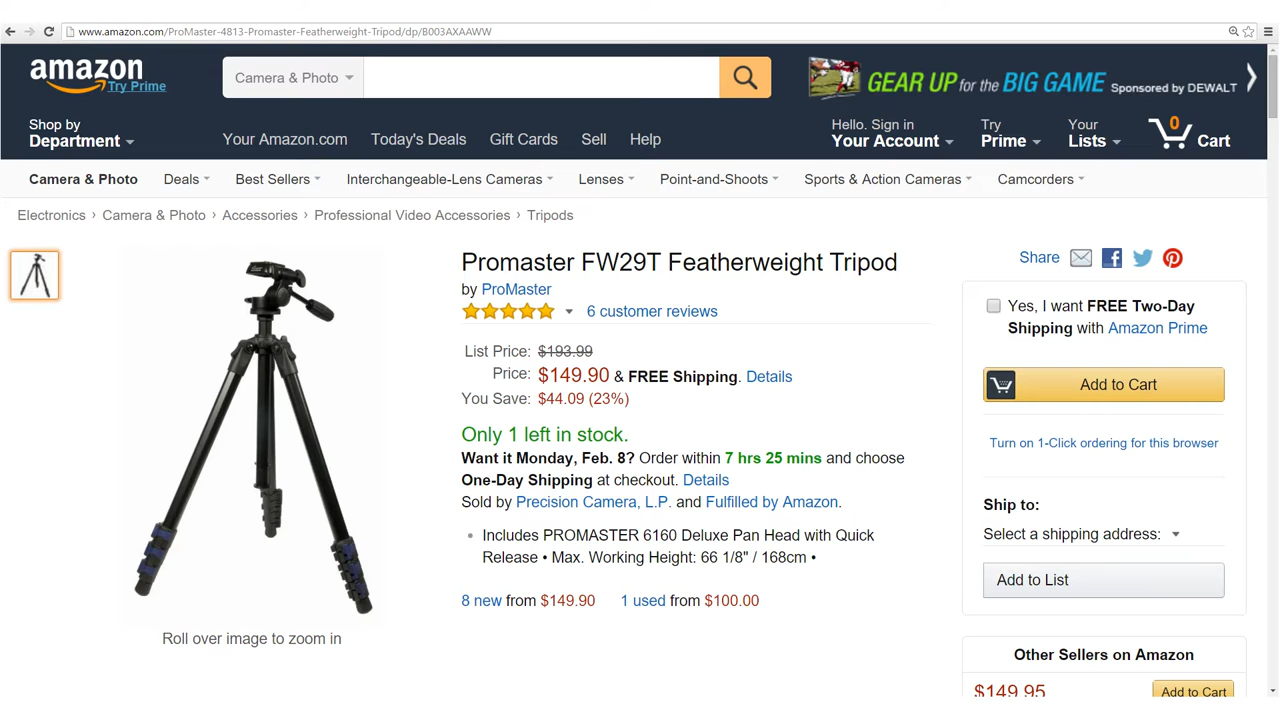 www.amazon.com/ProMaster-4813-Promaster-Featherweight-Tripod/dp/B003AXAAWW
amazon
Try Prime
Camera & Photo
GEAR UP for the BIG GAME Sponsored by DEWALT
Shop by
Department
Your Amazon.com
Today's Deals
Gift Cards
Sell
Help
Hello. Sign in
Your Account
Try
Prime
Your
Lists
0
Cart
Camera & Photo
Deals
Best Sellers
Interchangeable-Lens Cameras
Lenses
Point-and-Shoots
Sports & Action Cameras
Camcorders
Electronics › Camera & Photo › Accessories › Professional Video Accessories › Tripods
Promaster FW29T Featherweight Tripod
by ProMaster
6 customer reviews
List Price: $193.99
Price: $149.90 & FREE Shipping. Details
You Save: $44.09 (23%)
Only 1 left in stock.
Want it Monday, Feb. 8? Order within 7 hrs 25 mins and choose
One-Day Shipping at checkout. Details
Sold by Precision Camera, L.P. and Fulfilled by Amazon.
• Includes PROMASTER 6160 Deluxe Pan Head with Quick
Release • Max. Working Height: 66 1/8" / 168cm •
8 new from $149.90 1 used from $100.00
Roll over image to zoom in
Share
Yes, I want FREE Two-Day
Shipping with Amazon Prime
Add to Cart
Turn on 1-Click ordering for this browser
Ship to:
Select a shipping address:
Add to List
Other Sellers on Amazon
$149.95
Add to Cart